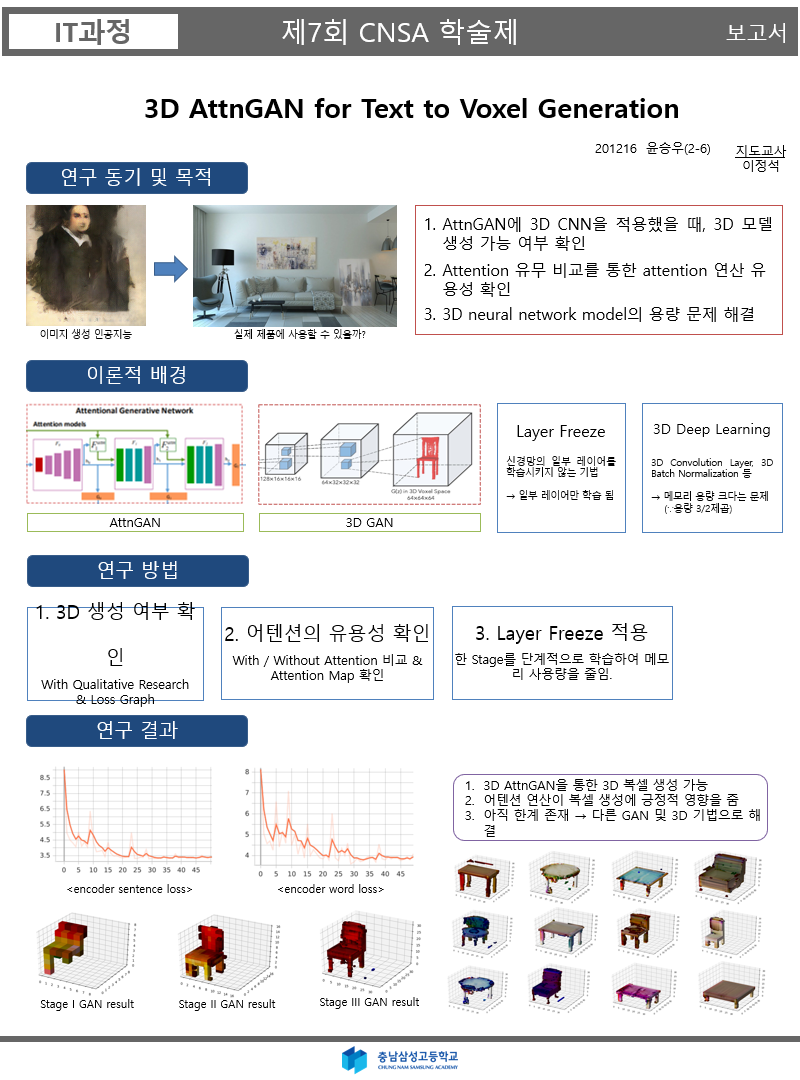 IT과정
제7회 CNSA 학술제
보고서
3D AttnGAN for Text to Voxel Generation
201216 윤승우(2-6)
지도교사
이정석
연구 동기 및 목적
이미지 생성 인공지능
실제 제품에 사용할 수 있을까?
1. AttnGAN에 3D CNN을 적용했을 때, 3D 모델
생성 가능 여부 확인
2. Attention 유무 비교를 통한 attention 연산 유
용성 확인
3. 3D neural network model의 용량 문제 해결
이론적 배경
Attentional Generative Network
Attention models
AttnGAN
128×16×16×16
64×32×32×32
G(z) in 3D Voxel Space
64×64×64
3D GAN
Layer Freeze
신경망의 일부 레이어를
학습시키지 않는 기법
→ 일부 레이어만 학습 됨
3D Deep Learning
3D Convolution Layer, 3D
Batch Normalization 등
→ 메모리 용량 크다는 문제
(∵용량 3/2제곱)
연구 방법
1. 3D 생성 여부 확
인
With Qualitative Research
& Loss Graph
2. 어텐션의 유용성 확인
With / Without Attention 비교 &
Attention Map 확인
3. Layer Freeze 적용
한 Stage를 단계적으로 학습하여 메모
리 사용량을 줄임.
연구 결과
8.5
7.5
6.5
5.5
4.5
3.5
0 5 10 15 20 25 30 35 40 45
<encoder sentence loss>
8
7
6
5
4
0 5 10 15 20 25 30 35 40 45
<encoder word loss>
1. 3D AttnGAN을 통한 3D 복셀 생성 가능
2. 어텐션 연산이 복셀 생성에 긍정적 영향을 줌
3. 아직 한계 존재 → 다른 GAN 및 3D 기법으로 해
결
Stage I GAN result
Stage II GAN result
Stage III GAN result
충남삼성고등학교
CHUNG NAM SAMSUNG ACADEMY